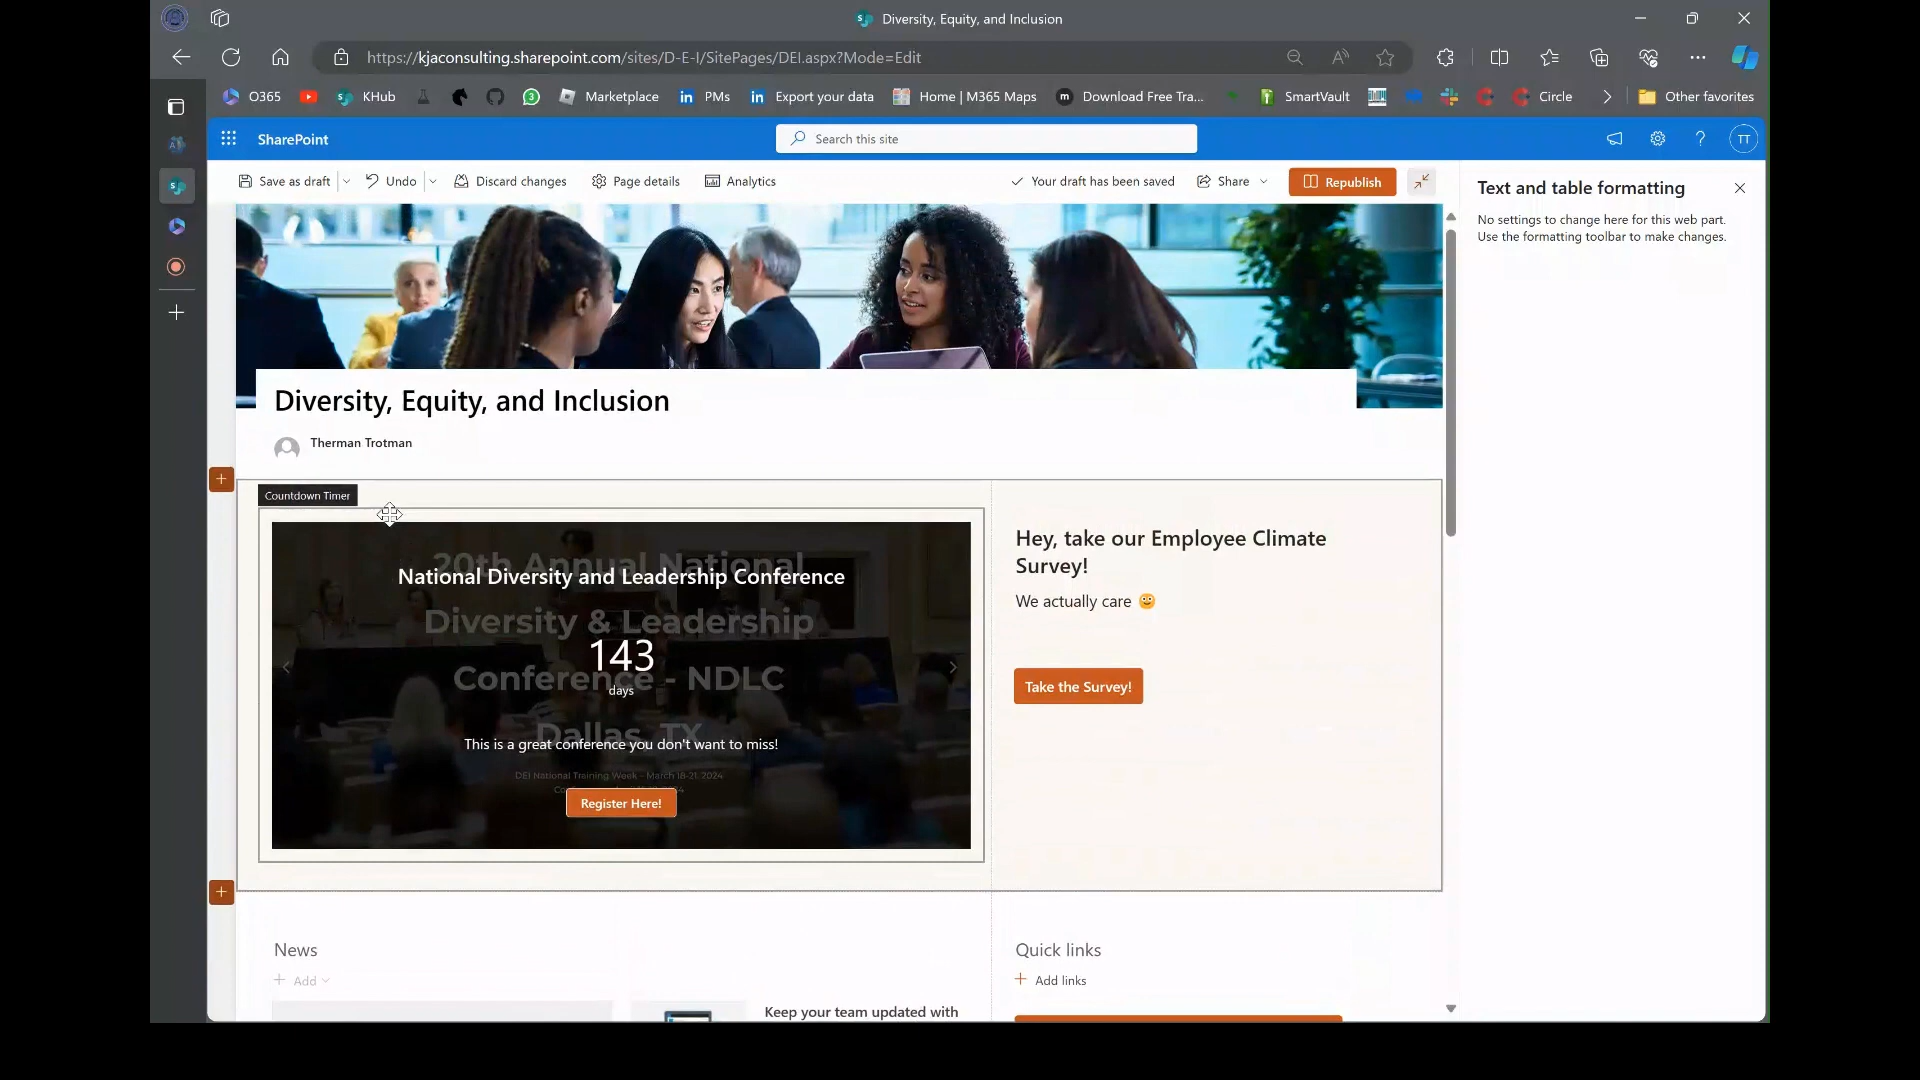 Diversity, Equity, and Inclusion
https://kjaconsulting.sharepoint.com/sites/D-E-I/SitePages/DEI.aspx?Mode=Edit
O365
KHub
3
Marketplace
in PMs
in Export your data
Home | M365 Maps
m Download Free Tra...
SmartVault
Circle
Other favorites
SharePoint
Search this site
TT
Save as draft
Undo
Discard changes
Page details
Analytics
Your draft has been saved
Share
Republish
Text and table formatting
No settings to change here for this web part.
Use the formatting toolbar to make changes.
Diversity, Equity, and Inclusion
Therman Trotman
Countdown Timer
20th Annual National
National Diversity and Leadership Conference
Diversity & Leadership
143
Conference - NDLC
days
Dallas, TX
This is a great conference you don't want to miss!
DEI National Training Week - March 18-21, 2024
Register Here!
Hey, take our Employee Climate
Survey!
We actually care 🙂
Take the Survey!
News
Add
Keep your team updated with
Quick links
Add links